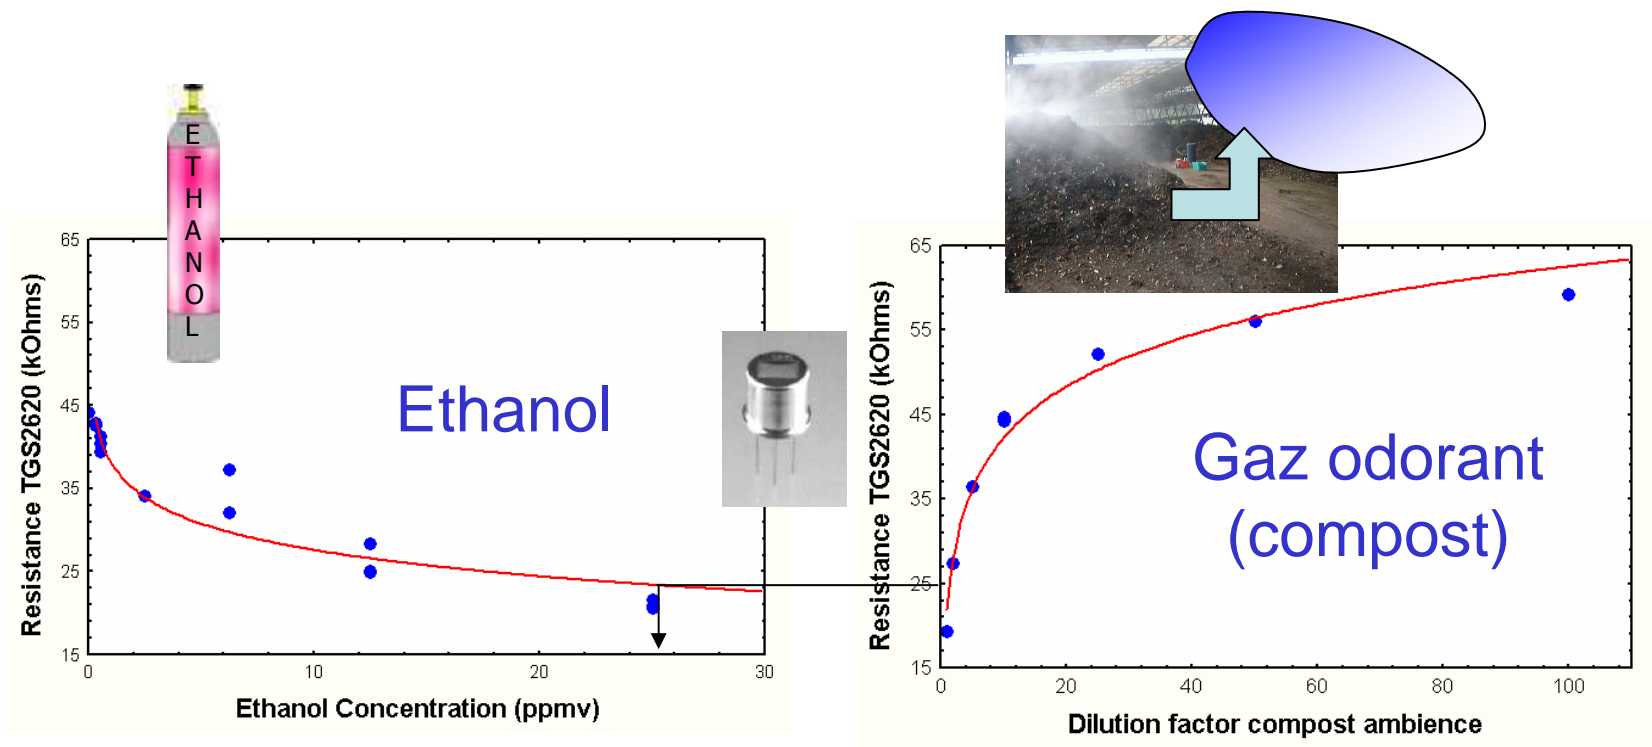 E
T
H
A
N
O
L
65
55
45
35
25
15
0
10
20
30
Resistance TGS2620 (kOhms)
Ethanol Concentration (ppmv)
Ethanol
65
55
45
35
25
15
0
20
40
60
80
100
Resistance TGS2620 (kOhms)
Dilution factor compost ambience
Gaz odorant
(compost)